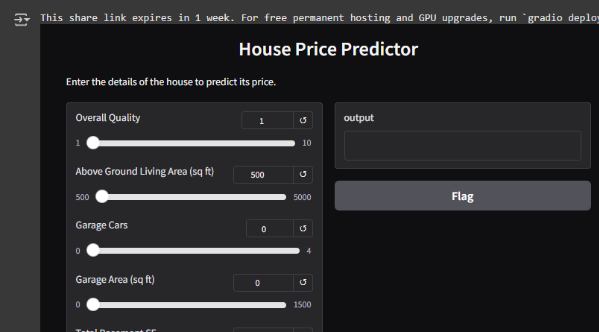 This share link expires in 1 week. For free permanent hosting and GPU upgrades, run `gradio deploy
House Price Predictor
Enter the details of the house to predict its price.
Overall Quality
1
1
10
Above Ground Living Area (sq ft)
500
500
5000
Garage Cars
0
0
4
Garage Area (sq ft)
0
0
1500
Total Basement SF
output
Flag